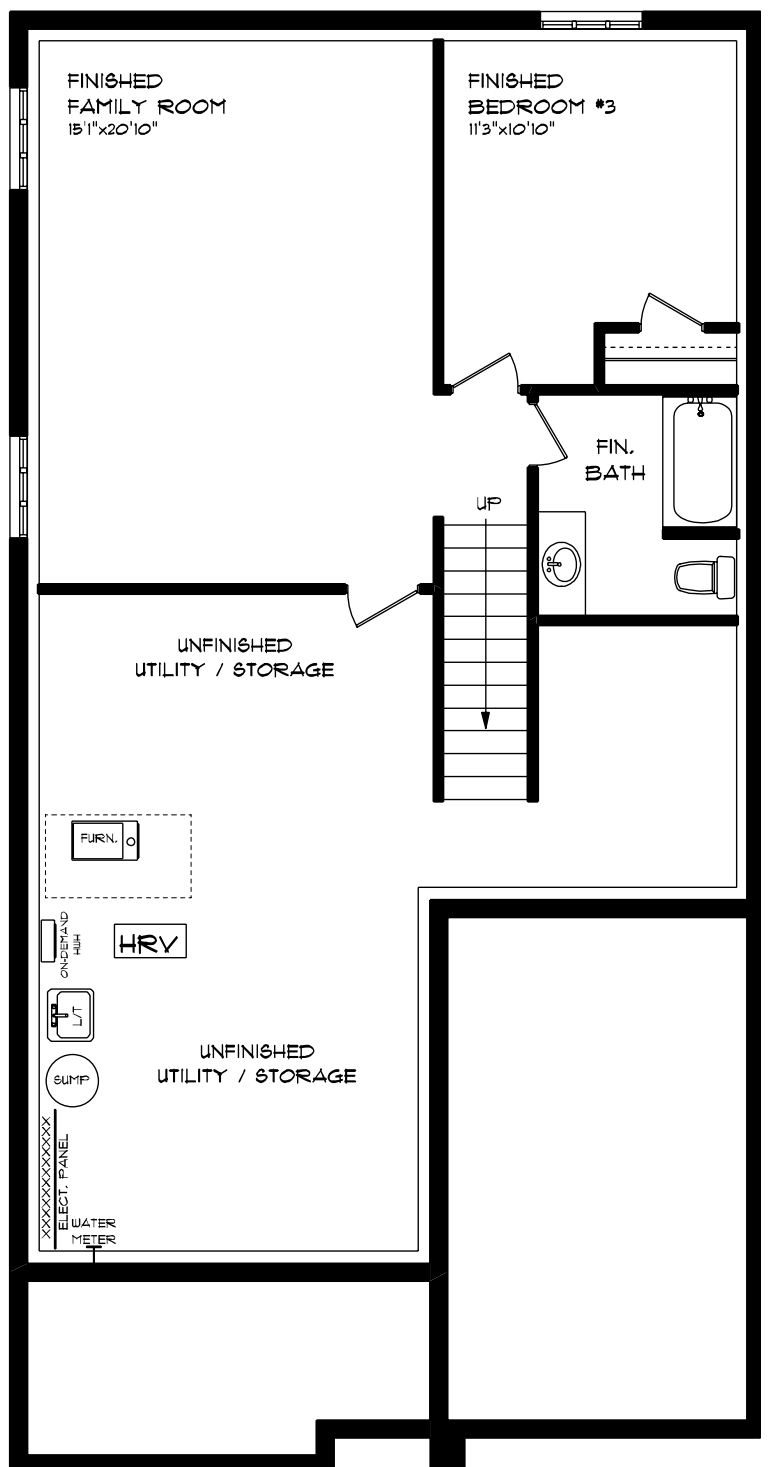 FINISHED
FAMILY ROOM
15'1"x20'10"
FINISHED
BEDROOM #3
11'3"x10'10"
FIN.
BATH
UP
UNFINISHED
UTILITY / STORAGE
FURN.
ON-DEMAND
HWH
HRV
L/T
UNFINISHED
UTILITY / STORAGE
SUMP
XXXXXXXXXXXXX
ELECT. PANEL
WATER
METER